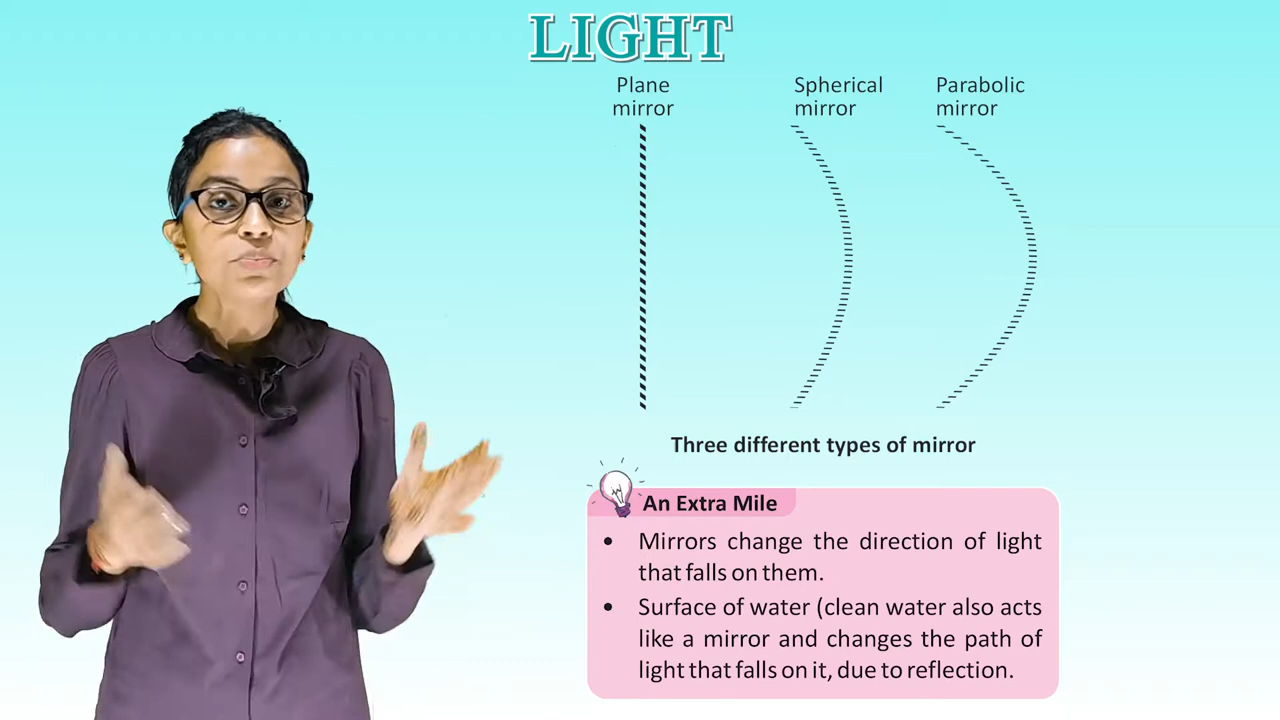 LIGHT
Plane
mirror
Spherical
mirror
Parabolic
mirror
Three different types of mirror
An Extra Mile
• Mirrors change the direction of light
that falls on them.
• Surface of water (clean water also acts
like a mirror and changes the path of
light that falls on it, due to reflection.